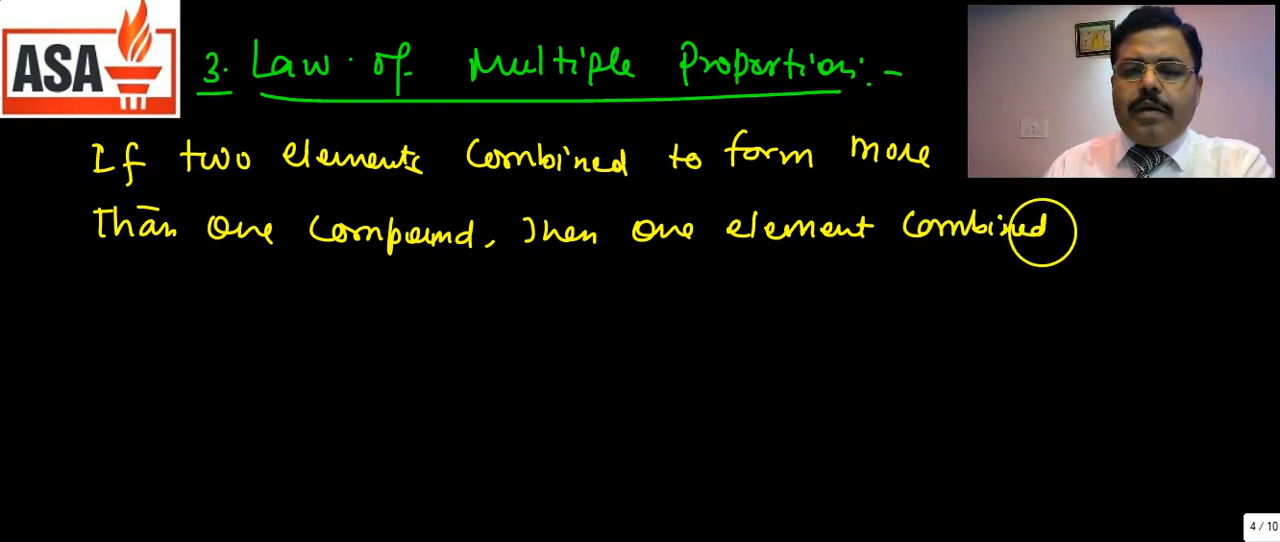 ASA
3. Law of Multiple Proportion:-
If two elements combined to form more
Than one compound, Then one element combined
4 / 10